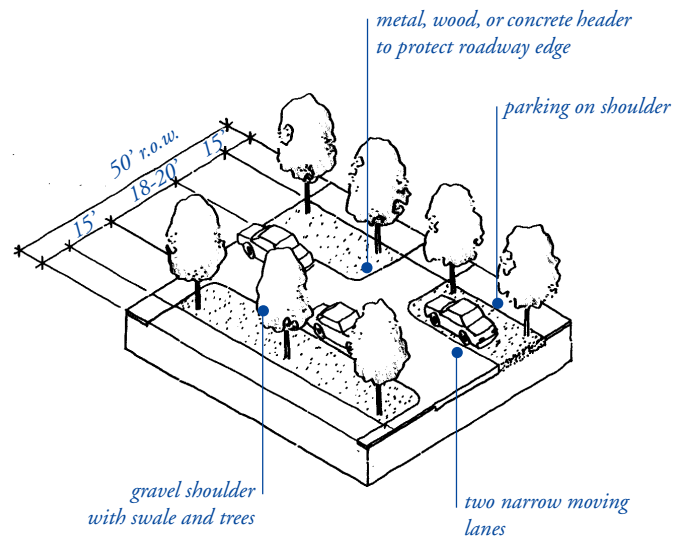 metal, wood, or concrete header
to protect roadway edge
parking on shoulder
50’ r.o.w.
15’
18-20’
15’
gravel shoulder
with swale and trees
two narrow moving
lanes